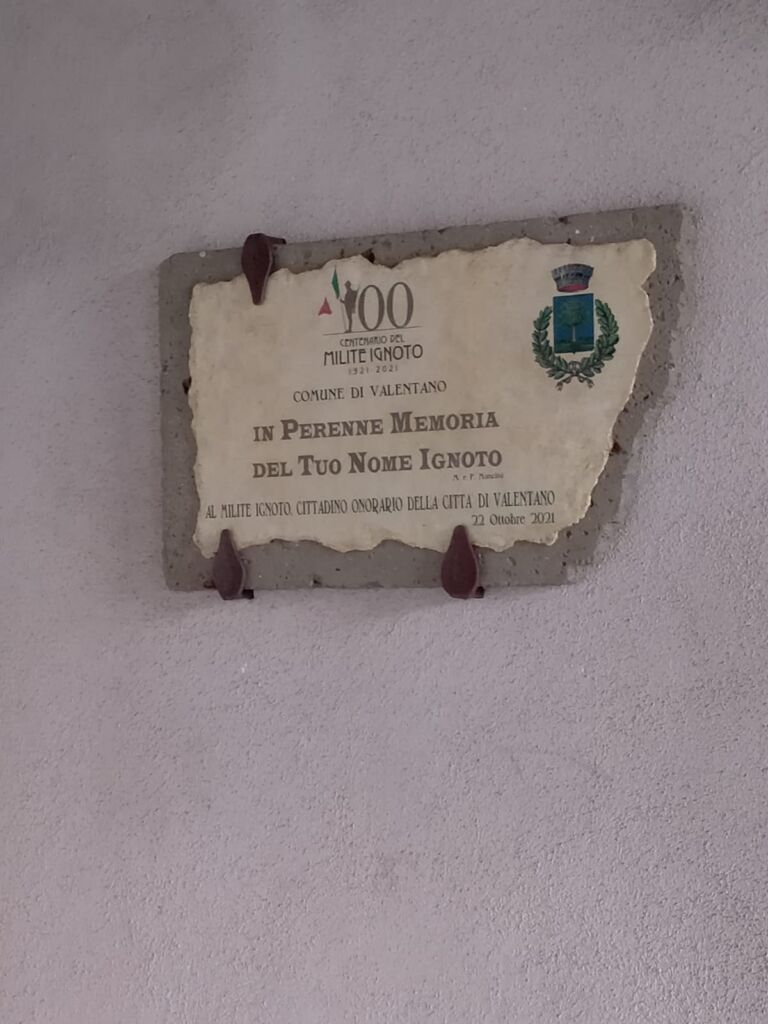 100
CENTENARIO DEL
MILITE IGNOTO
1921-2021
COMUNE DI VALENTANO
IN PERENNE MEMORIA
DEL TUO NOME IGNOTO
M. e P. Mancini
AL MILITE IGNOTO, CITTADINO ONORARIO DELLA CITTÀ DI VALENTANO
22 Ottobre 2021